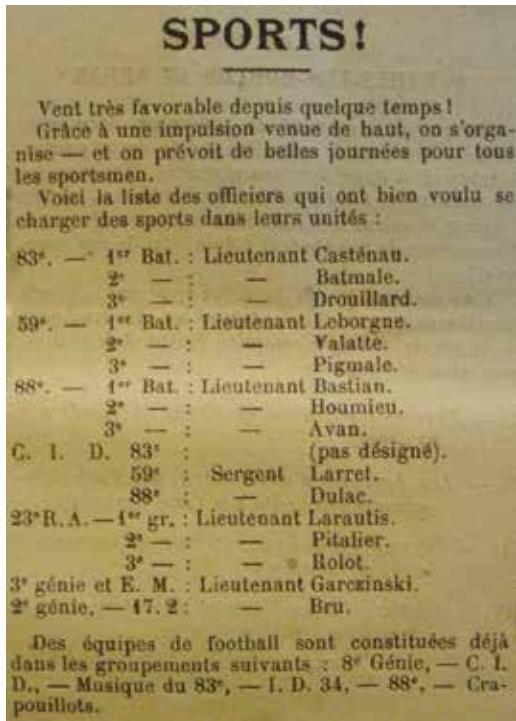 SPORTS!
Vent très favorable depuis quelque temps!
Grâce à une impulsion venue de haut, on s'orga-
nise — et on prévoit de belles journées pour tous
les sportsmen.
Voici la liste des officiers qui ont bien voulu se
charger des sports dans leurs unités :
83e. — 1er Bat. : Lieutenant Casténau.
2e — : — Batmale.
3e — : — Drouillard.
59e. — 1er Bat. : Lieutenant Leborgne.
2e — : — Valatte.
3e — : — Pigmale.
88e. — 1er Bat. : Lieutenant Bastian.
2e — : — Houmieu.
3e — : — Avan.
C. I. D. 83e : (pas désigné).
59e : Sergent Larret.
88e : — Dulac.
23e R.A. — 1er gr. : Lieutenant Larautis.
2e — : — Pitalier.
3e — : — Rolot.
3e génie et E. M. : Lieutenant Garczinski.
2e génie, — 17. 2 : — Bru.
Des équipes de football sont constituées déjà
dans les groupements suivants : 8e Génie, — C. I.
D., — Musique du 83e, — I. D. 34, — 88e, — Cra-
pouillots.